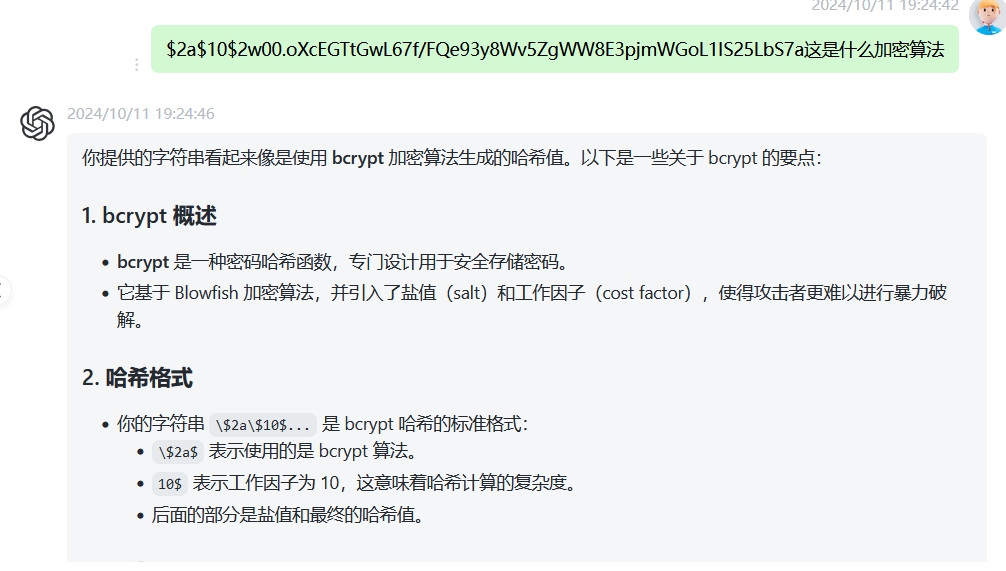 2024/10/11 19:24:42
$2a$10$2w00.oXcEGTtGwL67f/FQe93y8Wv5ZgWW8E3pjmWGoL1IS25LbS7a这是什么加密算法
2024/10/11 19:24:46
你提供的字符串看起来像是使用 bcrypt 加密算法生成的哈希值。以下是一些关于 bcrypt 的要点：
1. bcrypt 概述
• bcrypt 是一种密码哈希函数，专门设计用于安全存储密码。
• 它基于 Blowfish 加密算法，并引入了盐值（salt）和工作因子（cost factor），使得攻击者更难以进行暴力破
解。
2. 哈希格式
• 你的字符串 \$2a\$10$... 是 bcrypt 哈希的标准格式：
• \$2a$ 表示使用的是 bcrypt 算法。
• 10$ 表示工作因子为 10，这意味着哈希计算的复杂度。
• 后面的部分是盐值和最终的哈希值。